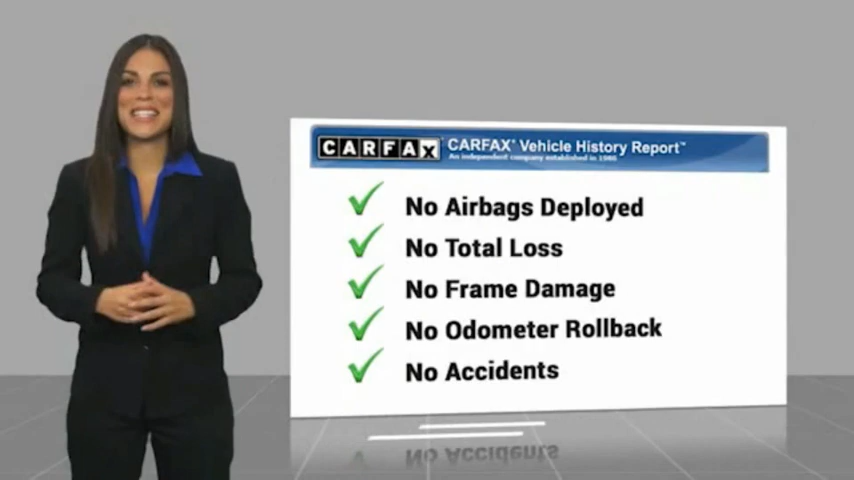 CARFAX CARFAX® Vehicle History Report™
An independent company established in 1986
No Airbags Deployed
No Total Loss
No Frame Damage
No Odometer Rollback
No Accidents
No Accidents